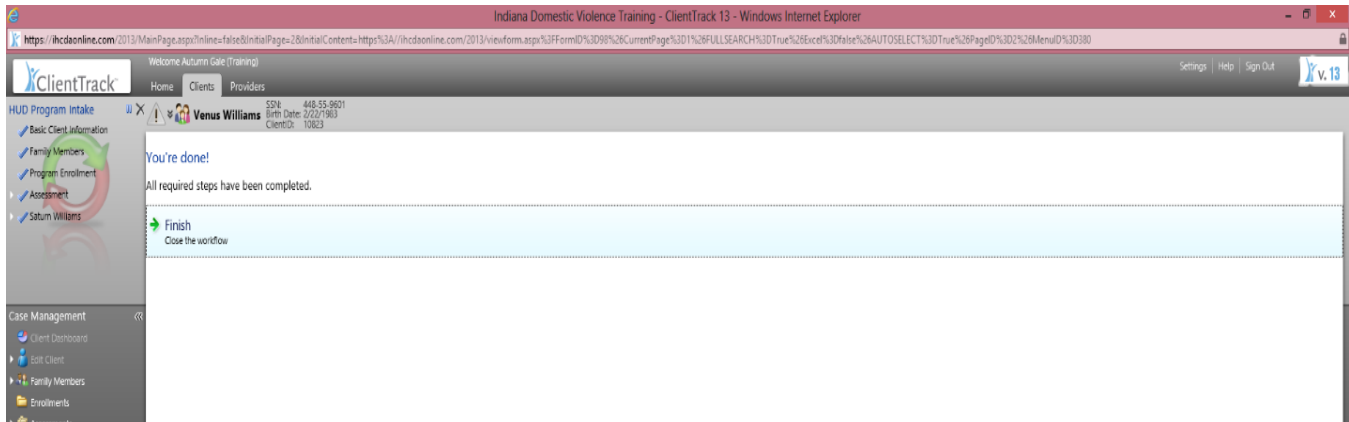 Indiana Domestic Violence Training - ClientTrack 13 - Windows Internet Explorer
https://ihcdaonline.com/2013/MainPage.aspx?Inline=false&InitialPage=2&InitialContent=https%3A//ihcdaonline.com/2013/viewform.aspx%3FFormID%3D98%26CurrentPage%3D1%26FULLSEARCH%3DTrue%26Excel%3Dfalse%26AUTOSELECT%3DTrue%26PageID%3D2%26MenuID%3D380
ClientTrack
Welcome Autumn Gale (Training)
Settings | Help | Sign Out
v. 13
Home Clients Providers
HUD Program Intake
Venus Williams
SSN: 448-55-9601
Birth Date: 2/22/1983
ClientID: 10823
Basic Client Information
Family Members
Program Enrollment
Assessment
Saturn Williams
You're done!
All required steps have been completed.
Finish
Close the workflow
Case Management
Client Dashboard
Edit Client
Family Members
Enrollments